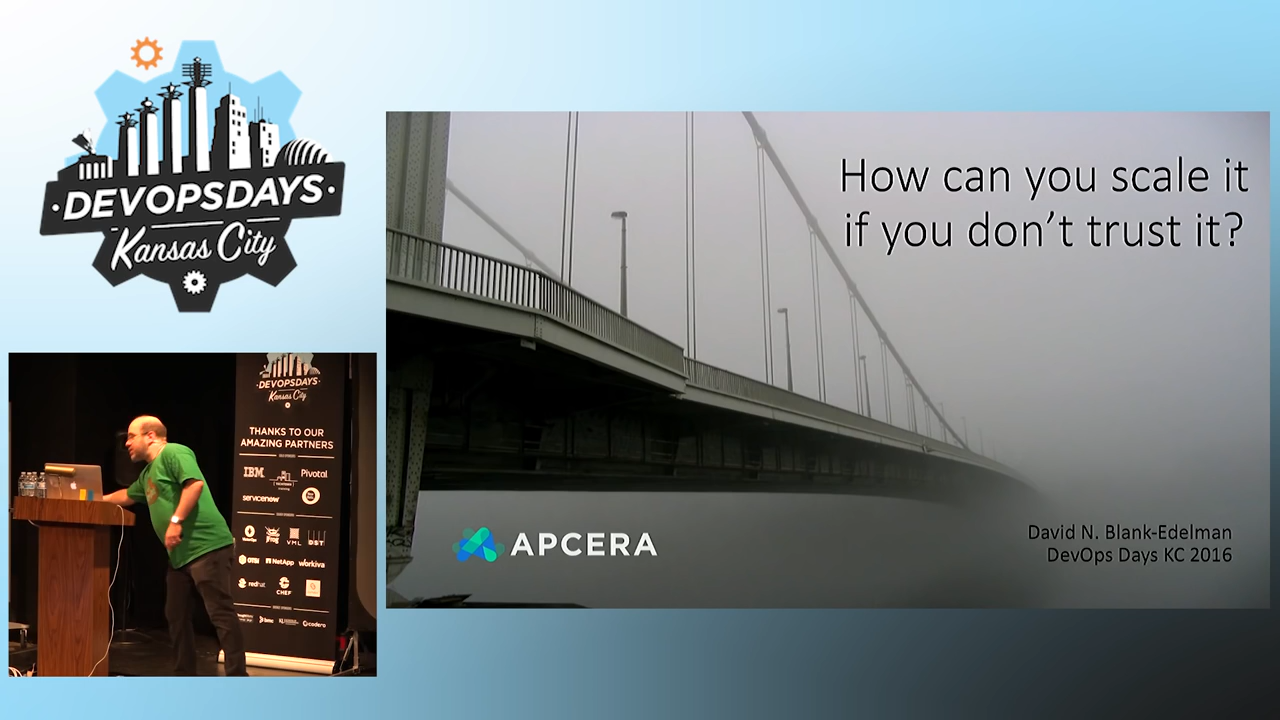 ·DEVOPSDAYS·
Kansas City
How can you scale it
if you don't trust it?
APCERA
David N. Blank-Edelman
DevOps Days KC 2016
·DEVOPSDAYS·
Kansas City
THANKS TO OUR
AMAZING PARTNERS
IBM
Pivotal
servicenow
VML
DST
NetApp
workiva
redhat
CHEF
bmc
codero